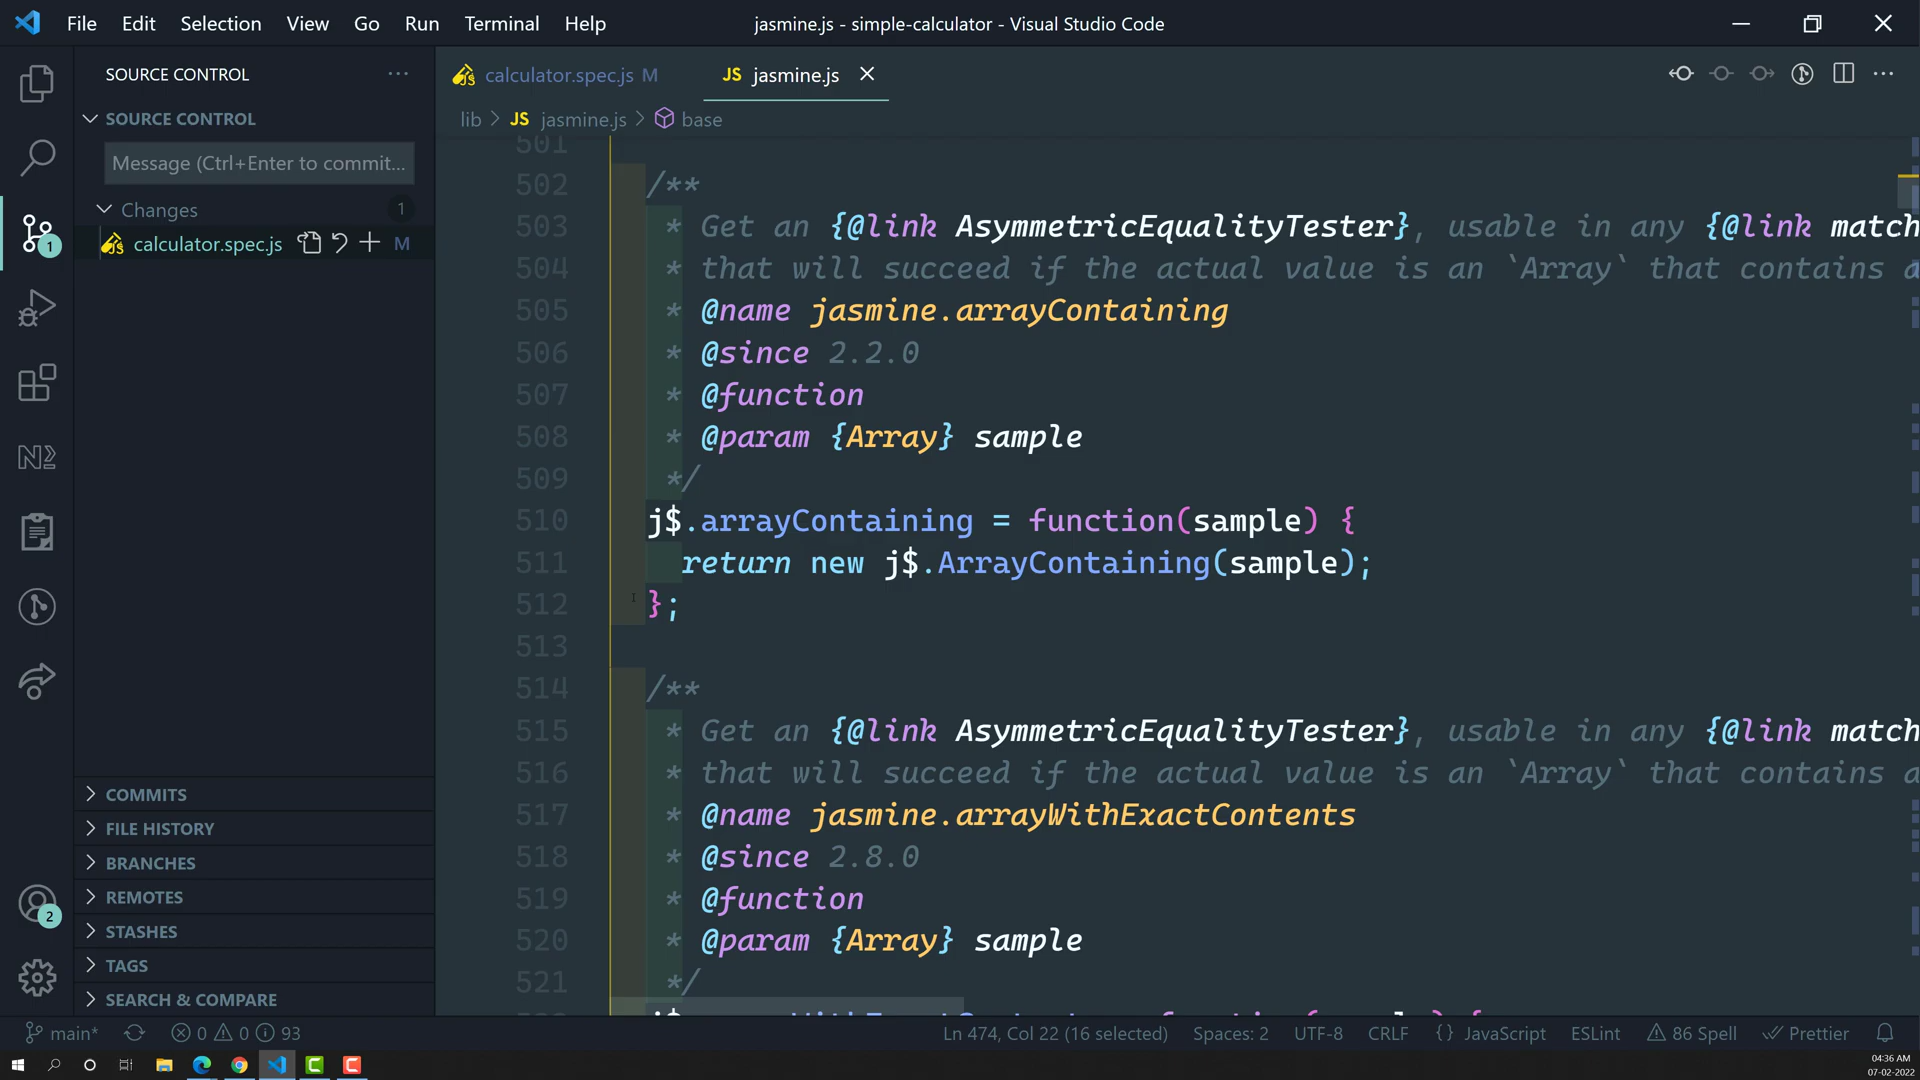 File Edit Selection View Go Run Terminal Help
jasmine.js - simple-calculator - Visual Studio Code
SOURCE CONTROL
SOURCE CONTROL
Message (Ctrl+Enter to commit...
Changes 1
calculator.spec.js M
COMMITS
FILE HISTORY
BRANCHES
REMOTES
STASHES
TAGS
SEARCH & COMPARE
1
2
calculator.spec.js M
JS jasmine.js
lib > JS jasmine.js > base
501
502 /**
503 * Get an {@link AsymmetricEqualityTester}, usable in any {@link match
504 * that will succeed if the actual value is an `Array` that contains a
505 * @name jasmine.arrayContaining
506 * @since 2.2.0
507 * @function
508 * @param {Array} sample
509 */
510 j$.arrayContaining = function(sample) {
511 return new j$.ArrayContaining(sample);
512 };
513
514 /**
515 * Get an {@link AsymmetricEqualityTester}, usable in any {@link match
516 * that will succeed if the actual value is an `Array` that contains a
517 * @name jasmine.arrayWithExactContents
518 * @since 2.8.0
519 * @function
520 * @param {Array} sample
521 */
main* 0 0 93
Ln 474, Col 22 (16 selected) Spaces: 2 UTF-8 CRLF {} JavaScript ESLint 86 Spell Prettier
04:36 AM
07-02-2022